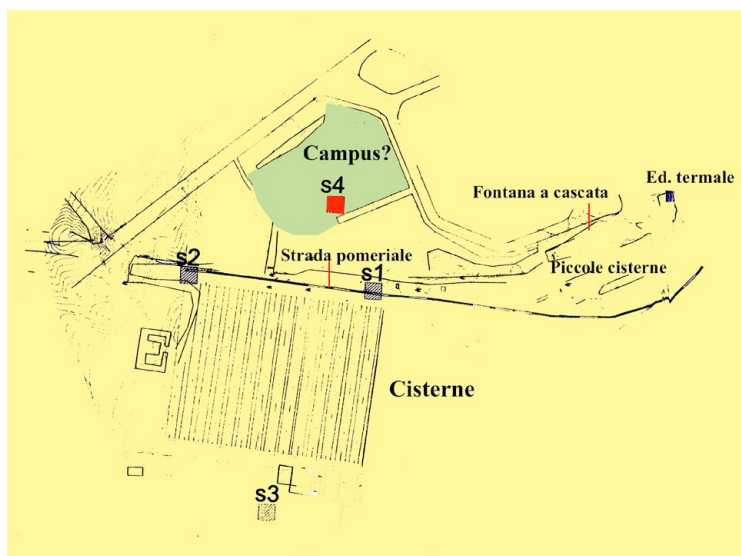 Campus?
s4
Ed. termale
Fontana a cascata
s2
Strada pomeriale
s1
Piccole cisterne
Cisterne
s3